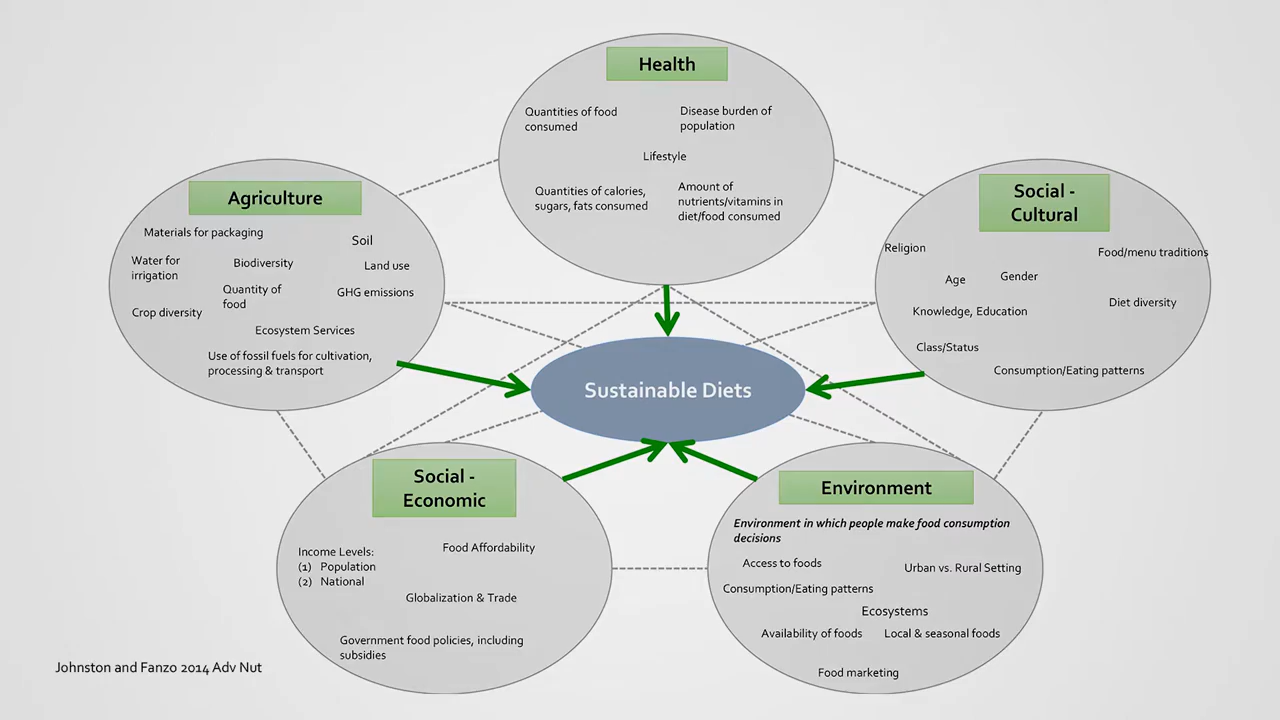 Health
Quantities of food
consumed
Disease burden of
population
Lifestyle
Quantities of calories,
sugars, fats consumed
Amount of
nutrients/vitamins in
diet/food consumed
Agriculture
Materials for packaging
Soil
Water for
irrigation
Biodiversity
Land use
Quantity of
food
GHG emissions
Crop diversity
Ecosystem Services
Use of fossil fuels for cultivation,
processing & transport
Social -
Cultural
Religion
Food/menu traditions
Age
Gender
Diet diversity
Knowledge, Education
Class/Status
Consumption/Eating patterns
Sustainable Diets
Social -
Economic
Income Levels:
(1) Population
(2) National
Food Affordability
Globalization & Trade
Government food policies, including
subsidies
Environment
Environment in which people make food consumption
decisions
Access to foods
Urban vs. Rural Setting
Consumption/Eating patterns
Ecosystems
Availability of foods
Local & seasonal foods
Food marketing
Johnston and Fanzo 2014 Adv Nut